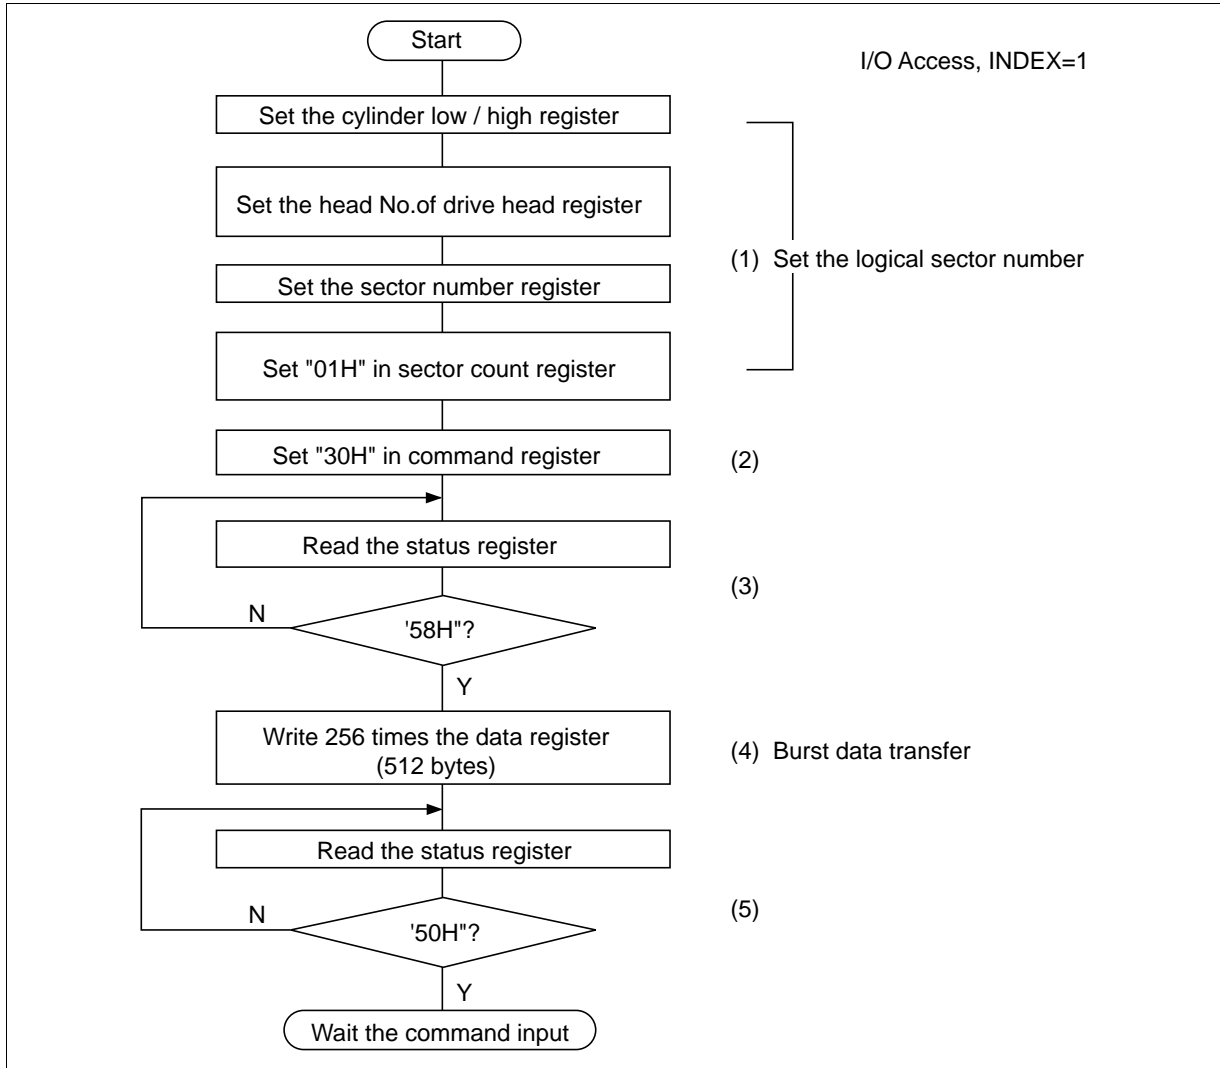 Start
I/O Access, INDEX=1
Set the cylinder low / high register
Set the head No.of drive head register
(1) Set the logical sector number
Set the sector number register
Set "01H" in sector count register
Set "30H" in command register
(2)
Read the status register
(3)
N
'58H"?
Y
Write 256 times the data register
(512 bytes)
(4) Burst data transfer
Read the status register
N
'50H"?
(5)
Y
Wait the command input